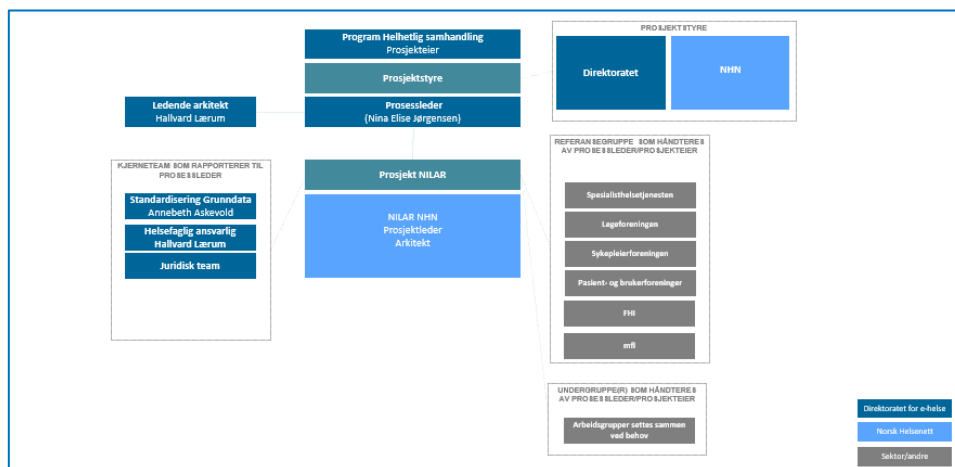 Program Helhetlig samhandling
Prosjekteier
Prosjektstyre
Prosessleder
(Nina Elise Jørgensen)
Ledende arkitekt
Hallvard Lærum
PROSJEKTSTYRE
Direktoratet
NHN
KJERNETEAM SOM RAPPORTERER TIL
PROSESSLEDER
Standardisering Grunndata
Annebeth Askevold
Helsefaglig ansvarlig
Hallvard Lærum
Juridisk team
Prosjekt NILAR
NILAR NHN
Prosjektleder
Arkitekt
REFERANSEGRUPPE SOM HÅNDTERES
AV PROSESSLEDER/PROSJEKTEIER
Spesialisthelsetjenesten
Legeforeningen
Sykepleierforeningen
Pasient- og brukerforeninger
FHI
mfl
UNDERGRUPPE(R) SOM HÅNDTERES
AV PROSESSLEDER/PROSJEKTEIER
Arbeidsgrupper settes sammen
ved behov
Direktoratet for e-helse
Norsk Helsenett
Sektor/andre